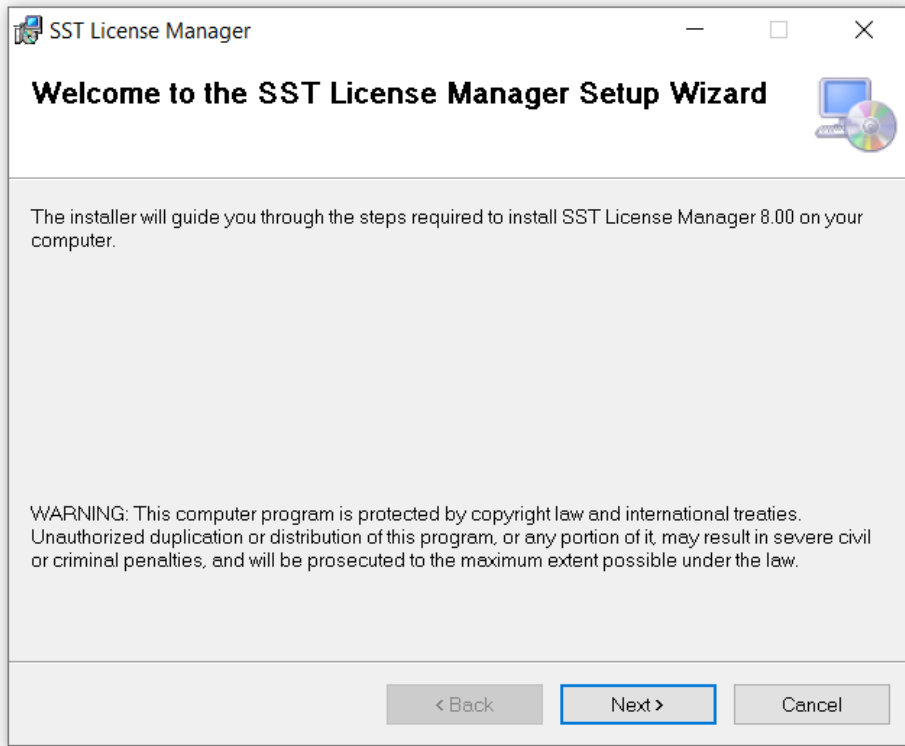 SST License Manager
Welcome to the SST License Manager Setup Wizard
The installer will guide you through the steps required to install SST License Manager 8.00 on your
computer.
WARNING: This computer program is protected by copyright law and international treaties.
Unauthorized duplication or distribution of this program, or any portion of it, may result in severe civil
or criminal penalties, and will be prosecuted to the maximum extent possible under the law.
< Back Next > Cancel